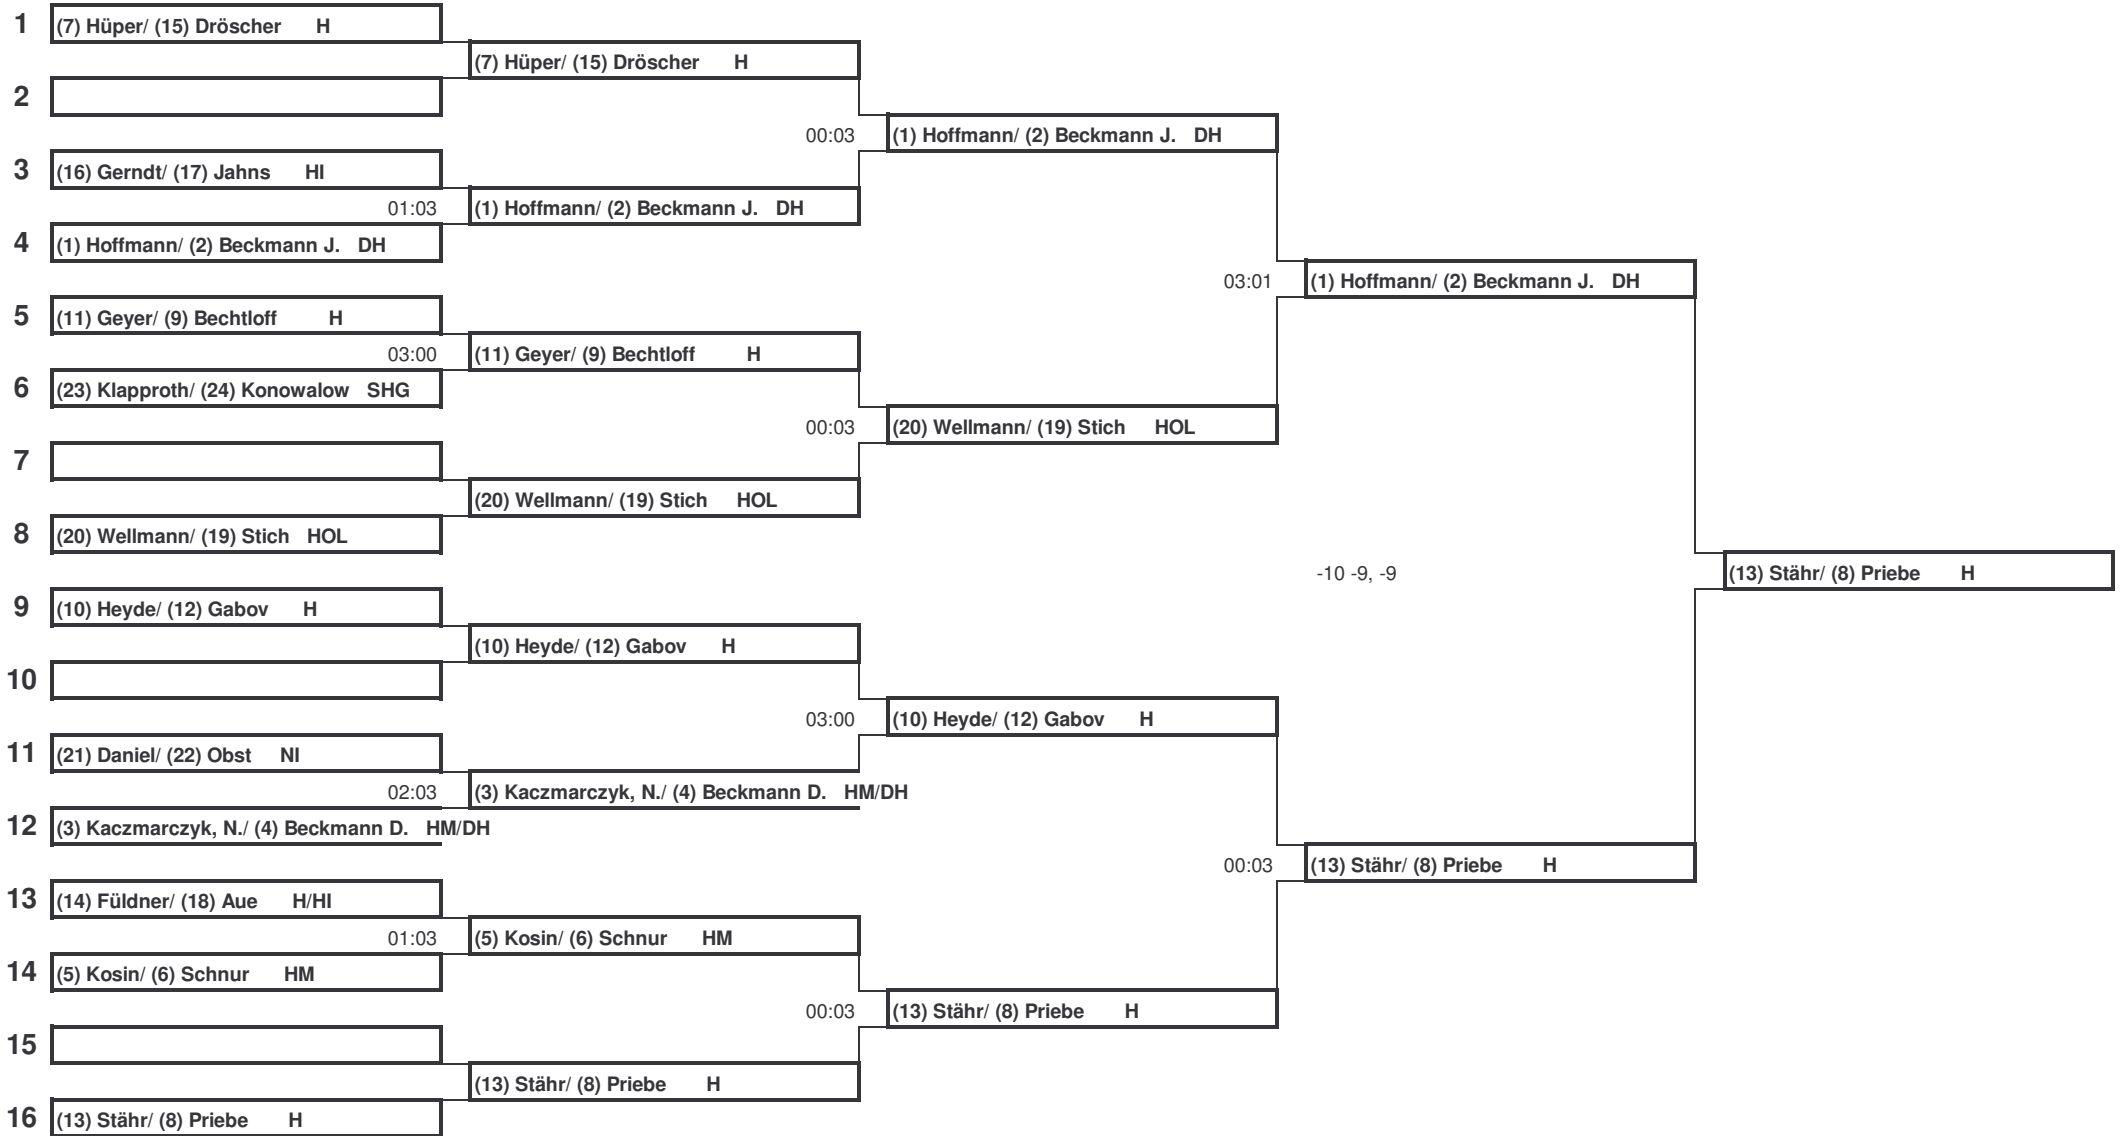 1 (7) Hüper/ (15) Dröscher H
(7) Hüper/ (15) Dröscher H
2
00:03 (1) Hoffmann/ (2) Beckmann J. DH
3 (16) Gerndt/ (17) Jahns HI
01:03 (1) Hoffmann/ (2) Beckmann J. DH
4 (1) Hoffmann/ (2) Beckmann J. DH
03:01 (1) Hoffmann/ (2) Beckmann J. DH
5 (11) Geyer/ (9) Bechtloff H
03:00 (11) Geyer/ (9) Bechtloff H
6 (23) Klapproth/ (24) Konowalow SHG
00:03 (20) Wellmann/ (19) Stich HOL
7
(20) Wellmann/ (19) Stich HOL
8 (20) Wellmann/ (19) Stich HOL
-10 -9, -9 (13) Stähr/ (8) Priebe H
9 (10) Heyde/ (12) Gabov H
(10) Heyde/ (12) Gabov H
10
03:00 (10) Heyde/ (12) Gabov H
11 (21) Daniel/ (22) Obst NI
02:03 (3) Kaczmarczyk, N./ (4) Beckmann D. HM/DH
12 (3) Kaczmarczyk, N./ (4) Beckmann D. HM/DH
00:03 (13) Stähr/ (8) Priebe H
13 (14) Füldner/ (18) Aue H/HI
01:03 (5) Kosin/ (6) Schnur HM
14 (5) Kosin/ (6) Schnur HM
00:03 (13) Stähr/ (8) Priebe H
15
(13) Stähr/ (8) Priebe H
16 (13) Stähr/ (8) Priebe H